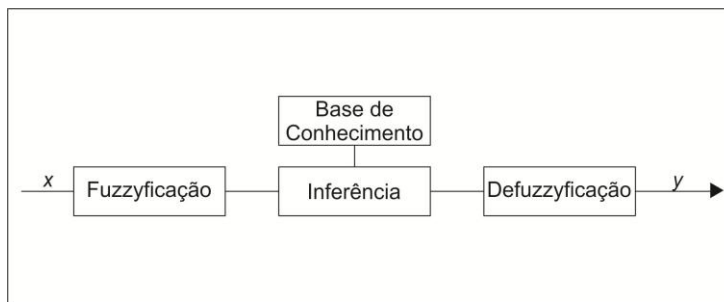 Base de
Conhecimento
x
Fuzzyficação
Inferência
Defuzzyficação
y